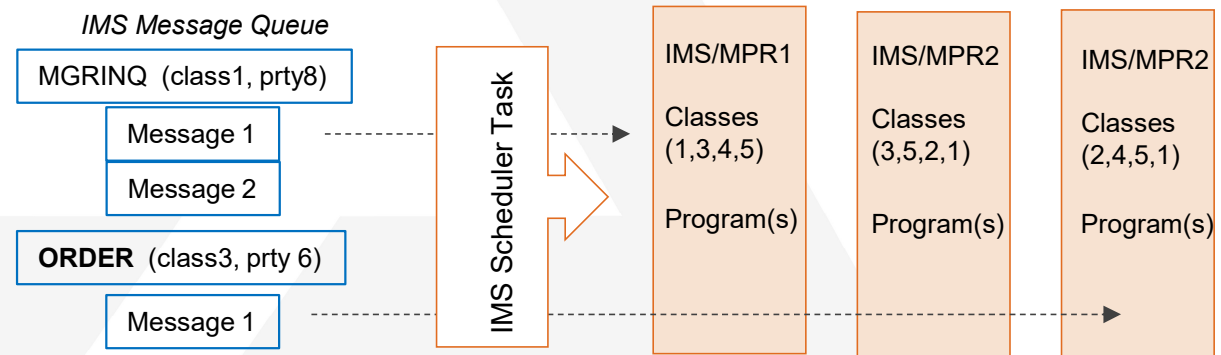 IMS Message Queue
MGRINQ (class1, prty8)
Message 1
Message 2
ORDER (class3, prty 6)
Message 1
IMS Scheduler Task
IMS/MPR1
Classes
(1,3,4,5)
Program(s)
IMS/MPR2
Classes
(3,5,2,1)
Program(s)
IMS/MPR2
Classes
(2,4,5,1)
Program(s)